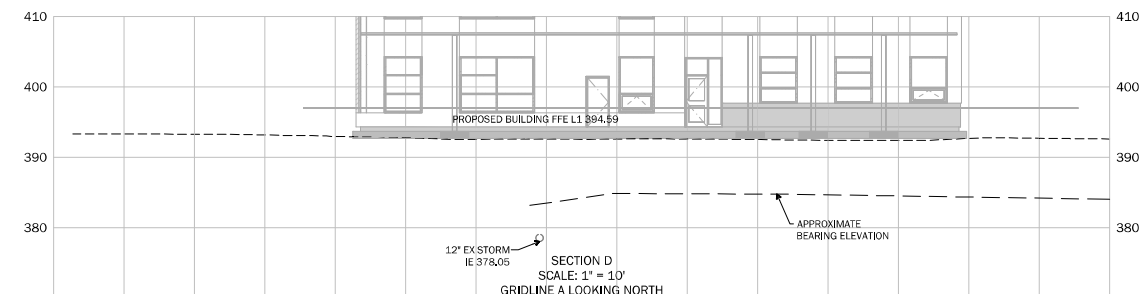 410
410
400
400
PROPOSED BUILDING FFE L1 394.59
390
390
380
380
APPROXIMATE
BEARING ELEVATION
12" EX STORM
IE 378.05
SECTION D
SCALE: 1" = 10'
GRIDLINE A LOOKING NORTH